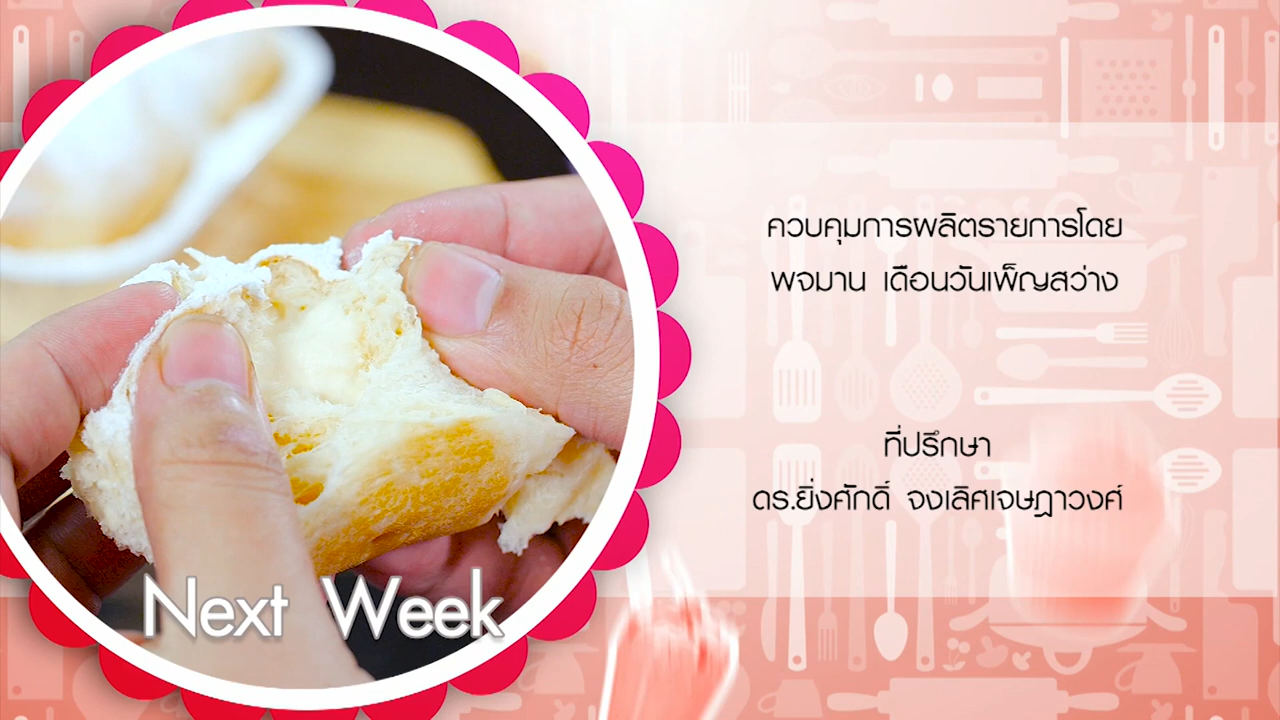 ควบคุมการผลิตรายการโดย
พจมาน เดือนวันเพ็ญสว่าง
ที่ปรึกษา
ดร.ยิ่งศักดิ์ จงเลิศเจษฎาวงศ์
Next Week